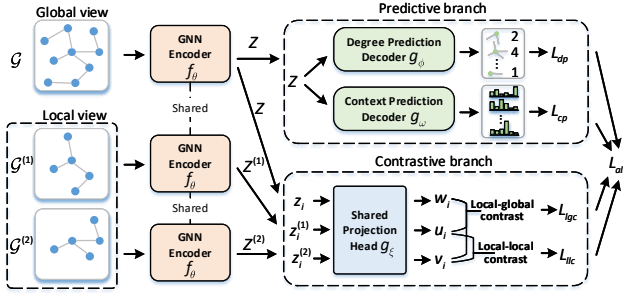 Global view
𝒢
GNN
Encoder
f_θ
Z
Shared
Local view
𝒢^(1)
GNN
Encoder
f_θ
Z^(1)
Shared
𝒢^(2)
GNN
Encoder
f_θ
Z^(2)
Z
Predictive branch
Z
Degree Prediction
Decoder g_ϕ
2
4
1
L_dp
Context Prediction
Decoder g_ω
L_cp
Contrastive branch
z_i
z_i^(1)
z_i^(2)
Shared
Projection
Head g_ξ
w_i
u_i
v_i
Local-global
contrast
L_lgc
Local-local
contrast
L_llc
L_al